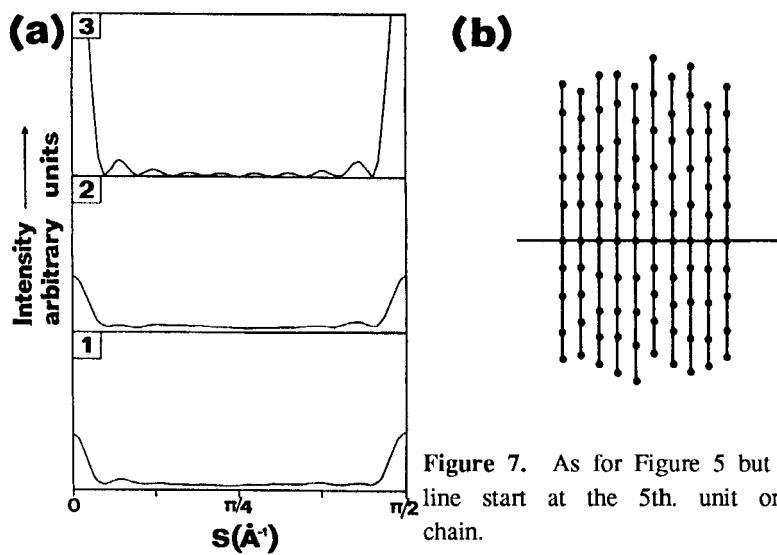 (a)
3
2
1
Intensity
arbitrary units
0
π/4
π/2
S(Å⁻¹)
(b)
Figure 7. As for Figure 5 but
line start at the 5th. unit or
chain.